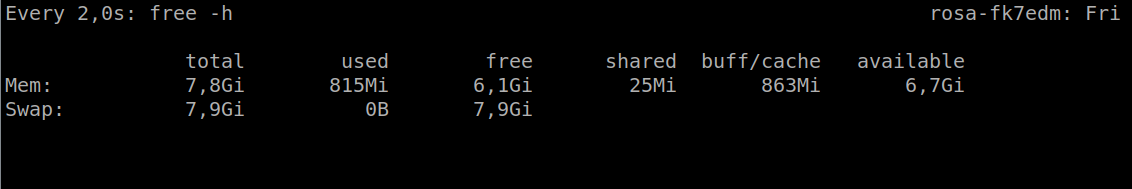 Every 2,0s: free -h rosa-fk7edm: Fri
total used free shared buff/cache available
Mem: 7,8Gi 815Mi 6,1Gi 25Mi 863Mi 6,7Gi
Swap: 7,9Gi 0B 7,9Gi